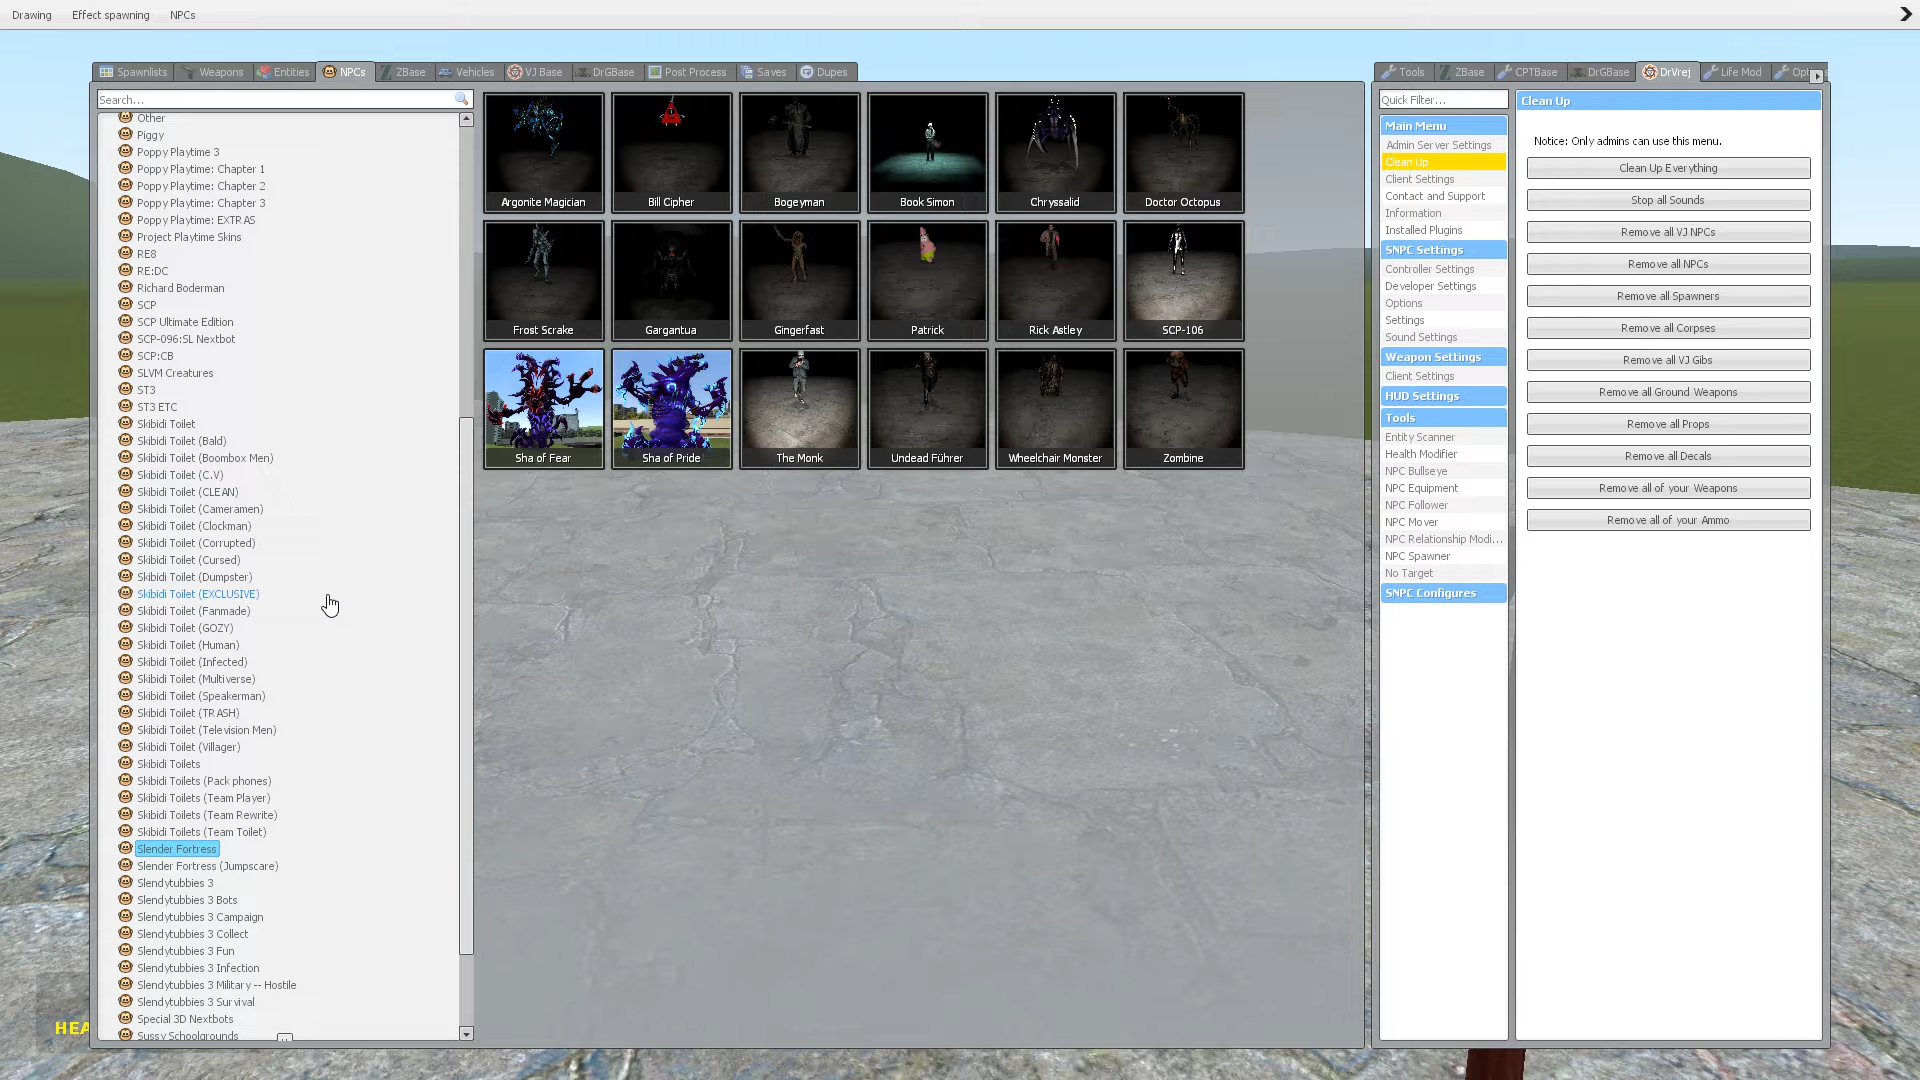 Drawing Effect spawning NPCs
Spawnlists Weapons Entities NPCs ZBase Vehicles VJ Base DrGBase Post Process Saves Dupes
Search...
Other
Piggy
Poppy Playtime 3
Poppy Playtime: Chapter 1
Poppy Playtime: Chapter 2
Poppy Playtime: Chapter 3
Poppy Playtime: EXTRAS
Project Playtime Skins
RE8
RE:DC
Richard Boderman
SCP
SCP Ultimate Edition
SCP-096:SL Nextbot
SCP:CB
SLVM Creatures
ST3
ST3 ETC
Skibidi Toilet
Skibidi Toilet (Bald)
Skibidi Toilet (Boombox Men)
Skibidi Toilet (C.V)
Skibidi Toilet (CLEAN)
Skibidi Toilet (Cameramen)
Skibidi Toilet (Clockman)
Skibidi Toilet (Corrupted)
Skibidi Toilet (Cursed)
Skibidi Toilet (Dumpster)
Skibidi Toilet (EXCLUSIVE)
Skibidi Toilet (Fanmade)
Skibidi Toilet (GOZY)
Skibidi Toilet (Human)
Skibidi Toilet (Infected)
Skibidi Toilet (Multiverse)
Skibidi Toilet (Speakerman)
Skibidi Toilet (TRASH)
Skibidi Toilet (Television Men)
Skibidi Toilet (Villager)
Skibidi Toilets
Skibidi Toilets (Pack phones)
Skibidi Toilets (Team Player)
Skibidi Toilets (Team Rewrite)
Skibidi Toilets (Team Toilet)
Slender Fortress
Slender Fortress (Jumpscare)
Slendytubbies 3
Slendytubbies 3 Bots
Slendytubbies 3 Campaign
Slendytubbies 3 Collect
Slendytubbies 3 Fun
Slendytubbies 3 Infection
Slendytubbies 3 Military -- Hostile
Slendytubbies 3 Survival
Special 3D Nextbots
Sussy Schoolgrounds
HEA
Argonite Magician Bill Cipher Bogeyman Book Simon Chryssalid Doctor Octopus
Frost Scrake Gargantua Gingerfast Patrick Rick Astley SCP-106
Sha of Fear Sha of Pride The Monk Undead Führer Wheelchair Monster Zombine
Tools ZBase CPTBase DrGBase DrVrej Life Mod Opti
Quick Filter...
Main Menu
Admin Server Settings
Clean Up
Client Settings
Contact and Support
Information
Installed Plugins
SNPC Settings
Controller Settings
Developer Settings
Options
Settings
Sound Settings
Weapon Settings
Client Settings
HUD Settings
Tools
Entity Scanner
Health Modifier
NPC Bullseye
NPC Equipment
NPC Follower
NPC Mover
NPC Relationship Modi...
NPC Spawner
No Target
SNPC Configures
Clean Up
Notice: Only admins can use this menu.
Clean Up Everything
Stop all Sounds
Remove all VJ NPCs
Remove all NPCs
Remove all Spawners
Remove all Corpses
Remove all VJ Gibs
Remove all Ground Weapons
Remove all Props
Remove all Decals
Remove all of your Weapons
Remove all of your Ammo